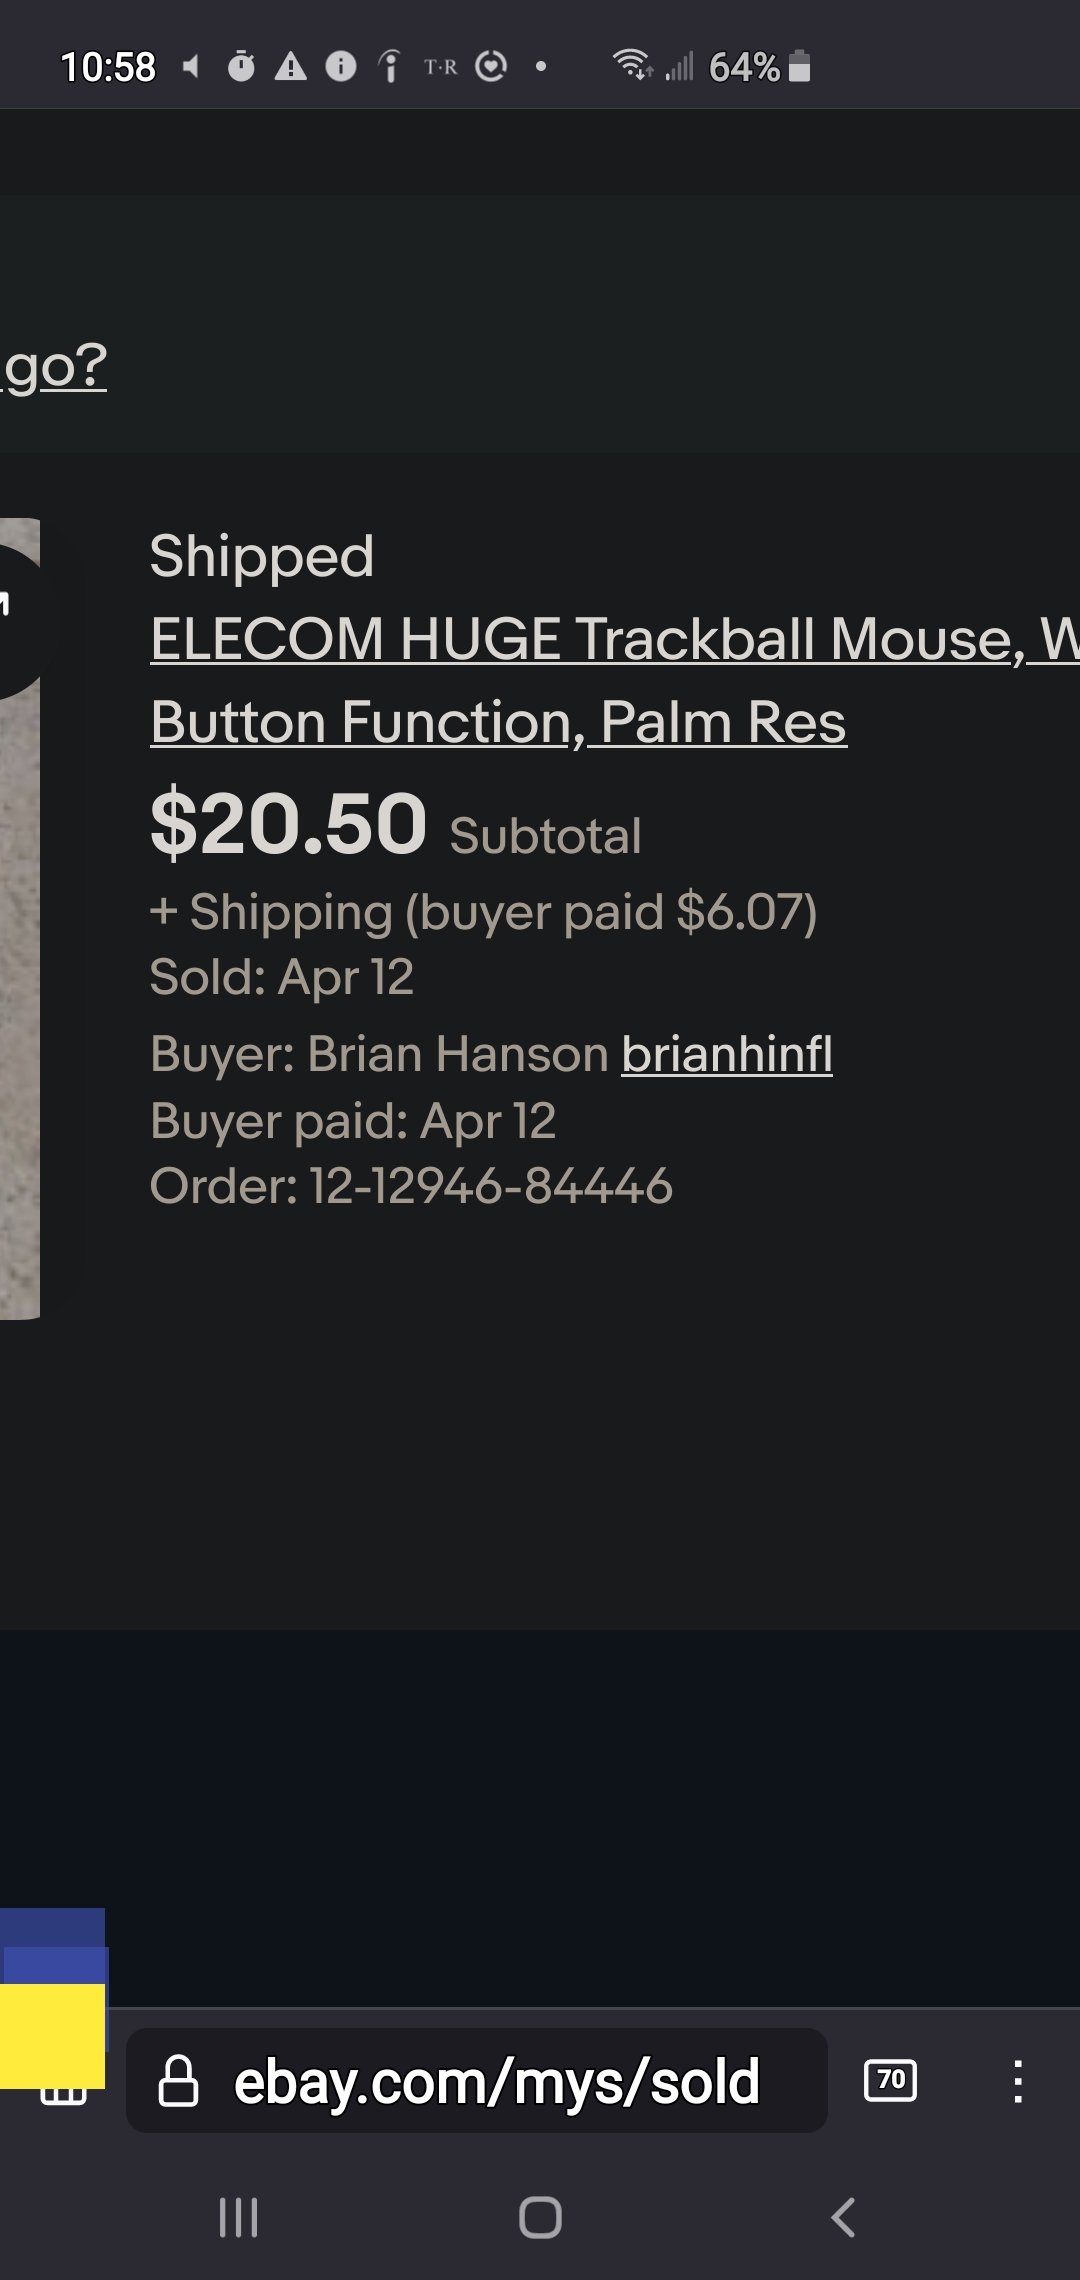 10:58 T·R 64%
go?
Shipped
ELECOM HUGE Trackball Mouse, W
Button Function, Palm Res
$20.50 Subtotal
+ Shipping (buyer paid $6.07)
Sold: Apr 12
Buyer: Brian Hanson brianhinfl
Buyer paid: Apr 12
Order: 12-12946-84446
ebay.com/mys/sold 70